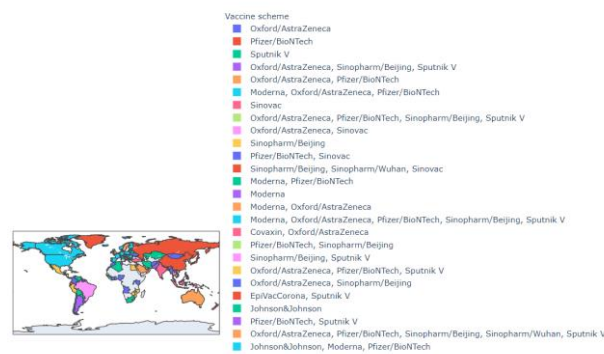 Vaccine scheme
Oxford/AstraZeneca
Pfizer/BioNTech
Sputnik V
Oxford/AstraZeneca, Sinopharm/Beijing, Sputnik V
Oxford/AstraZeneca, Pfizer/BioNTech
Moderna, Oxford/AstraZeneca, Pfizer/BioNTech
Sinovac
Oxford/AstraZeneca, Pfizer/BioNTech, Sinopharm/Beijing, Sputnik V
Oxford/AstraZeneca, Sinovac
Sinopharm/Beijing
Pfizer/BioNTech, Sinovac
Sinopharm/Beijing, Sinopharm/Wuhan, Sinovac
Moderna, Pfizer/BioNTech
Moderna
Moderna, Oxford/AstraZeneca
Moderna, Oxford/AstraZeneca, Pfizer/BioNTech, Sinopharm/Beijing, Sputnik V
Covaxin, Oxford/AstraZeneca
Pfizer/BioNTech, Sinopharm/Beijing
Sinopharm/Beijing, Sputnik V
Oxford/AstraZeneca, Pfizer/BioNTech, Sputnik V
Oxford/AstraZeneca, Sinopharm/Beijing
EpiVacCorona, Sputnik V
Johnson&Johnson
Pfizer/BioNTech, Sputnik V
Oxford/AstraZeneca, Pfizer/BioNTech, Sinopharm/Beijing, Sinopharm/Wuhan, Sputnik V
Johnson&Johnson, Moderna, Pfizer/BioNTech